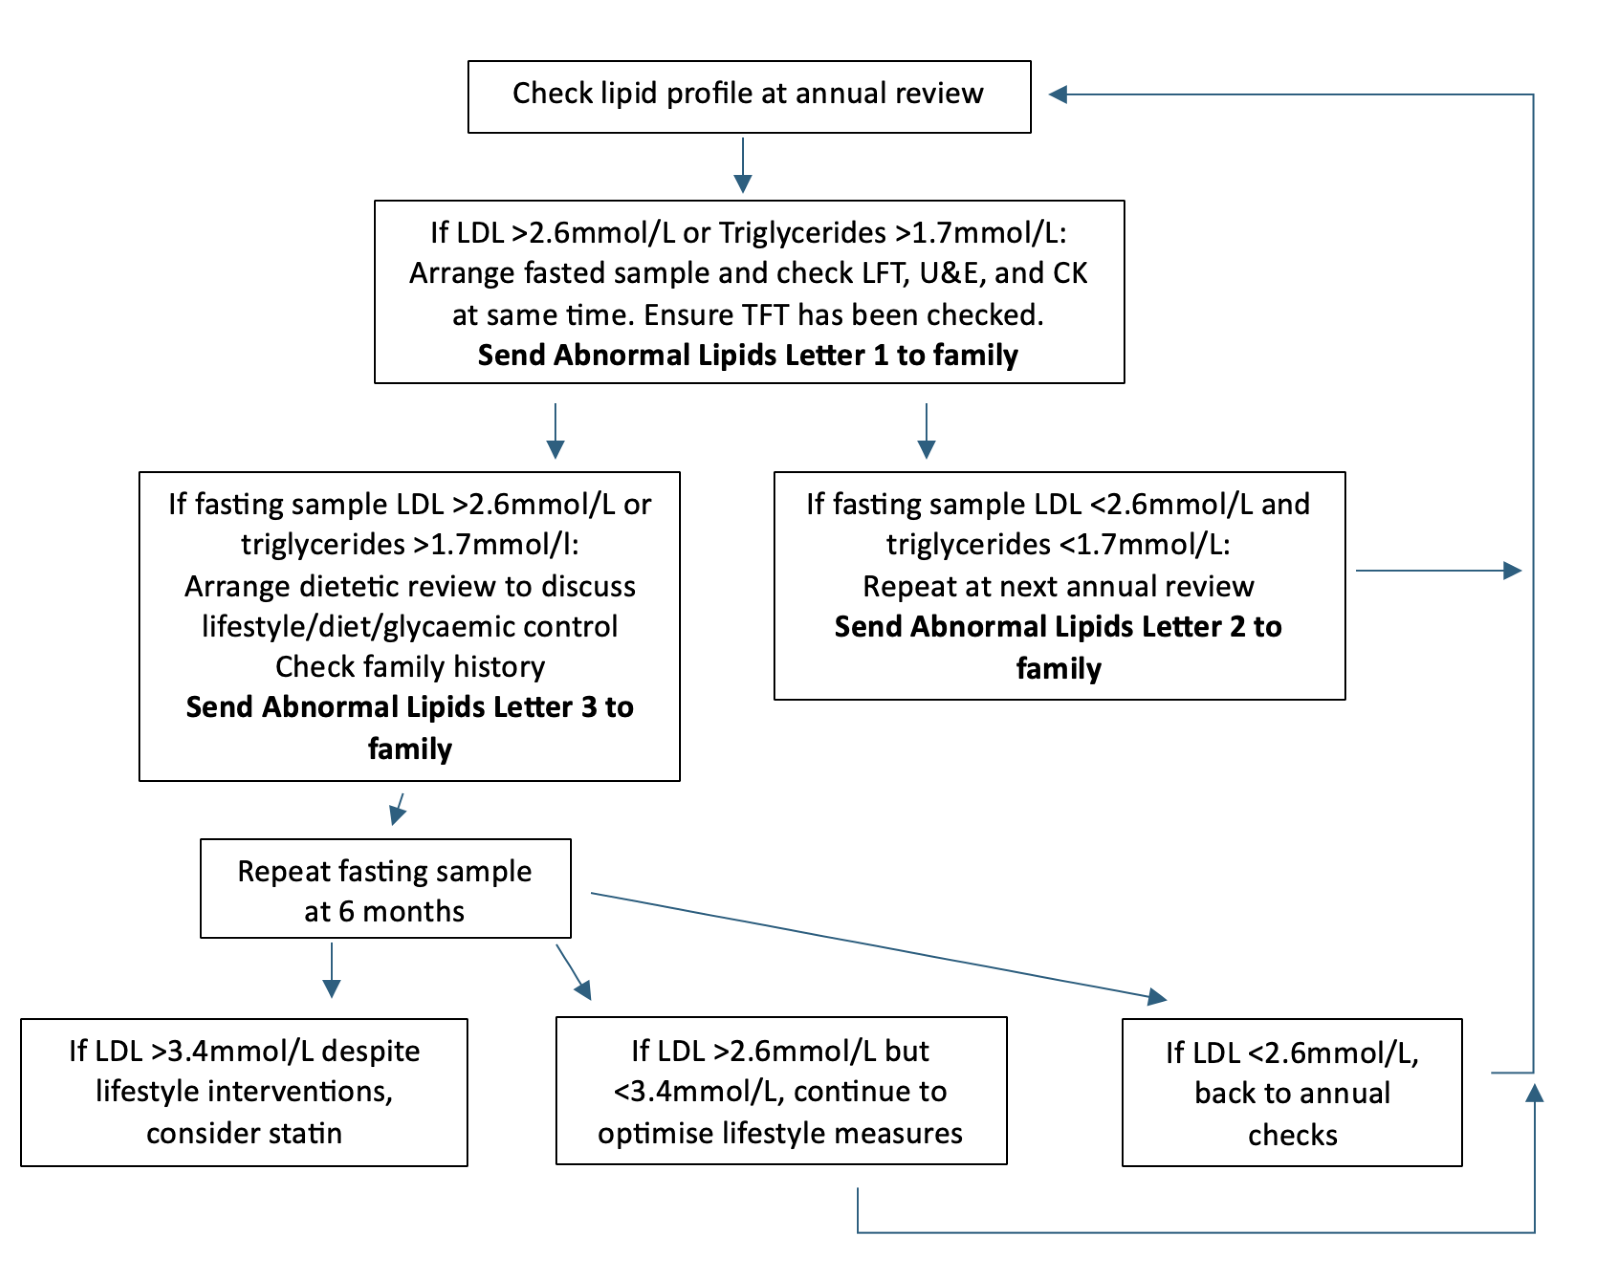 Check lipid profile at annual review
If LDL >2.6mmol/L or Triglycerides >1.7mmol/L:
Arrange fasted sample and check LFT, U&E, and CK
at same time. Ensure TFT has been checked.
Send Abnormal Lipids Letter 1 to family
If fasting sample LDL >2.6mmol/L or
triglycerides >1.7mmol/l:
Arrange dietetic review to discuss
lifestyle/diet/glycaemic control
Check family history
Send Abnormal Lipids Letter 3 to
family
If fasting sample LDL <2.6mmol/L and
triglycerides <1.7mmol/L:
Repeat at next annual review
Send Abnormal Lipids Letter 2 to
family
Repeat fasting sample
at 6 months
If LDL >3.4mmol/L despite
lifestyle interventions,
consider statin
If LDL >2.6mmol/L but
<3.4mmol/L, continue to
optimise lifestyle measures
If LDL <2.6mmol/L,
back to annual
checks